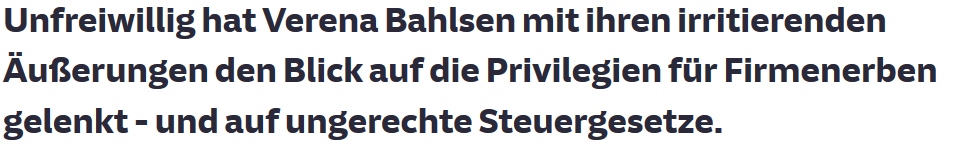 Unfreiwillig hat Verena Bahlsen mit ihren irritierenden
Äußerungen den Blick auf die Privilegien für Firmenerben
gelenkt - und auf ungerechte Steuergesetze.